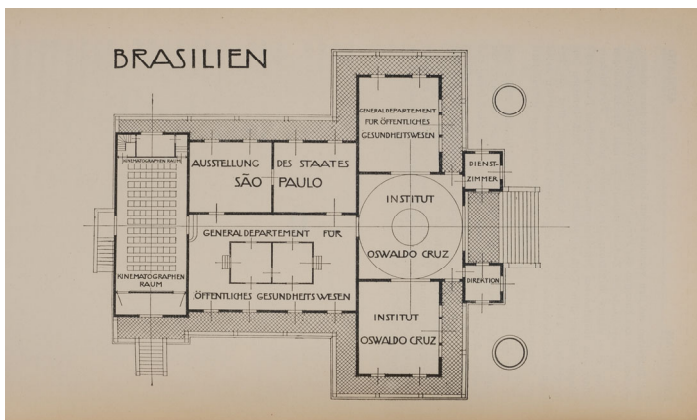 BRASILIEN
GENERALDEPARTEMENT
FÜR ÖFFENTLICHES
GESUNDHEITSWESEN
KINEMATOGRAPHEN RAUM
AUSSTELLUNG DES STAATES
SÃO PAULO
DIENST-
ZIMMER
INSTITUT
OSWALDO CRUZ
GENERALDEPARTEMENT FÜR
ÖFFENTLICHES GESUNDHEITSWESEN
KINEMATOGRAPHEN
RAUM
DIREKTION
INSTITUT
OSWALDO CRUZ